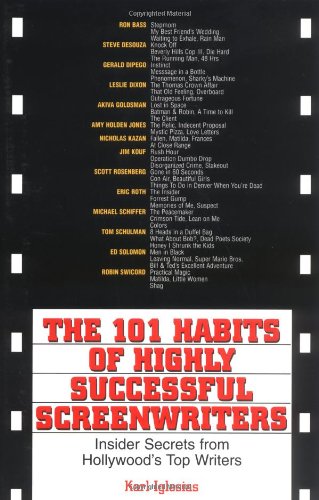 Copyrighted Material
RON BASS Stepmom
My Best Friend's Wedding
Waiting to Exhale, Rain Man
STEVE DESOUZA Knock Off
Beverly Hills Cop III, Die Hard
The Running Man, 48 Hrs
GERALD DIPEGO Instinct
Messsage in a Bottle
Phenomenon, Sharky's Machine
LESLIE DIXON The Thomas Crown Affair
That Old Feeling, Overboard
Outrageous Fortune
AKIVA GOLDSMAN Lost in Space
Batman & Robin, A Time to Kill
The Client
AMY HOLDEN JONES The Relic, Indecent Proposal
Mystic Pizza, Love Letters
NICHOLAS KAZAN Fallen, Matilda, Frances
At Close Range
JIM KOUF Rush Hour
Operation Dumbo Drop
Disorganized Crime, Stakeout
SCOTT ROSENBERG Gone in 60 Seconds
Con Air, Beautiful Girls
Things To Do in Denver When You're Dead
ERIC ROTH The Insider
Forrest Gump
Memories of Me, Suspect
MICHAEL SCHIFFER The Peacemaker
Crimson Tide, Lean on Me
Colors
TOM SCHULMAN 8 Heads in a Duffel Bag
What About Bob?, Dead Poets Society
Honey I Shrunk the Kids
ED SOLOMON Men in Black
Leaving Normal, Super Mario Bros.
Bill & Ted's Excellent Adventure
ROBIN SWICORD Practical Magic
Matilda, Little Women
Shag
THE 101 HABITS
OF HIGHLY
SUCCESSFUL
SCREENWRITERS
Insider Secrets from
Hollywood's Top Writers
Karl Iglesias
Copyrighted Material